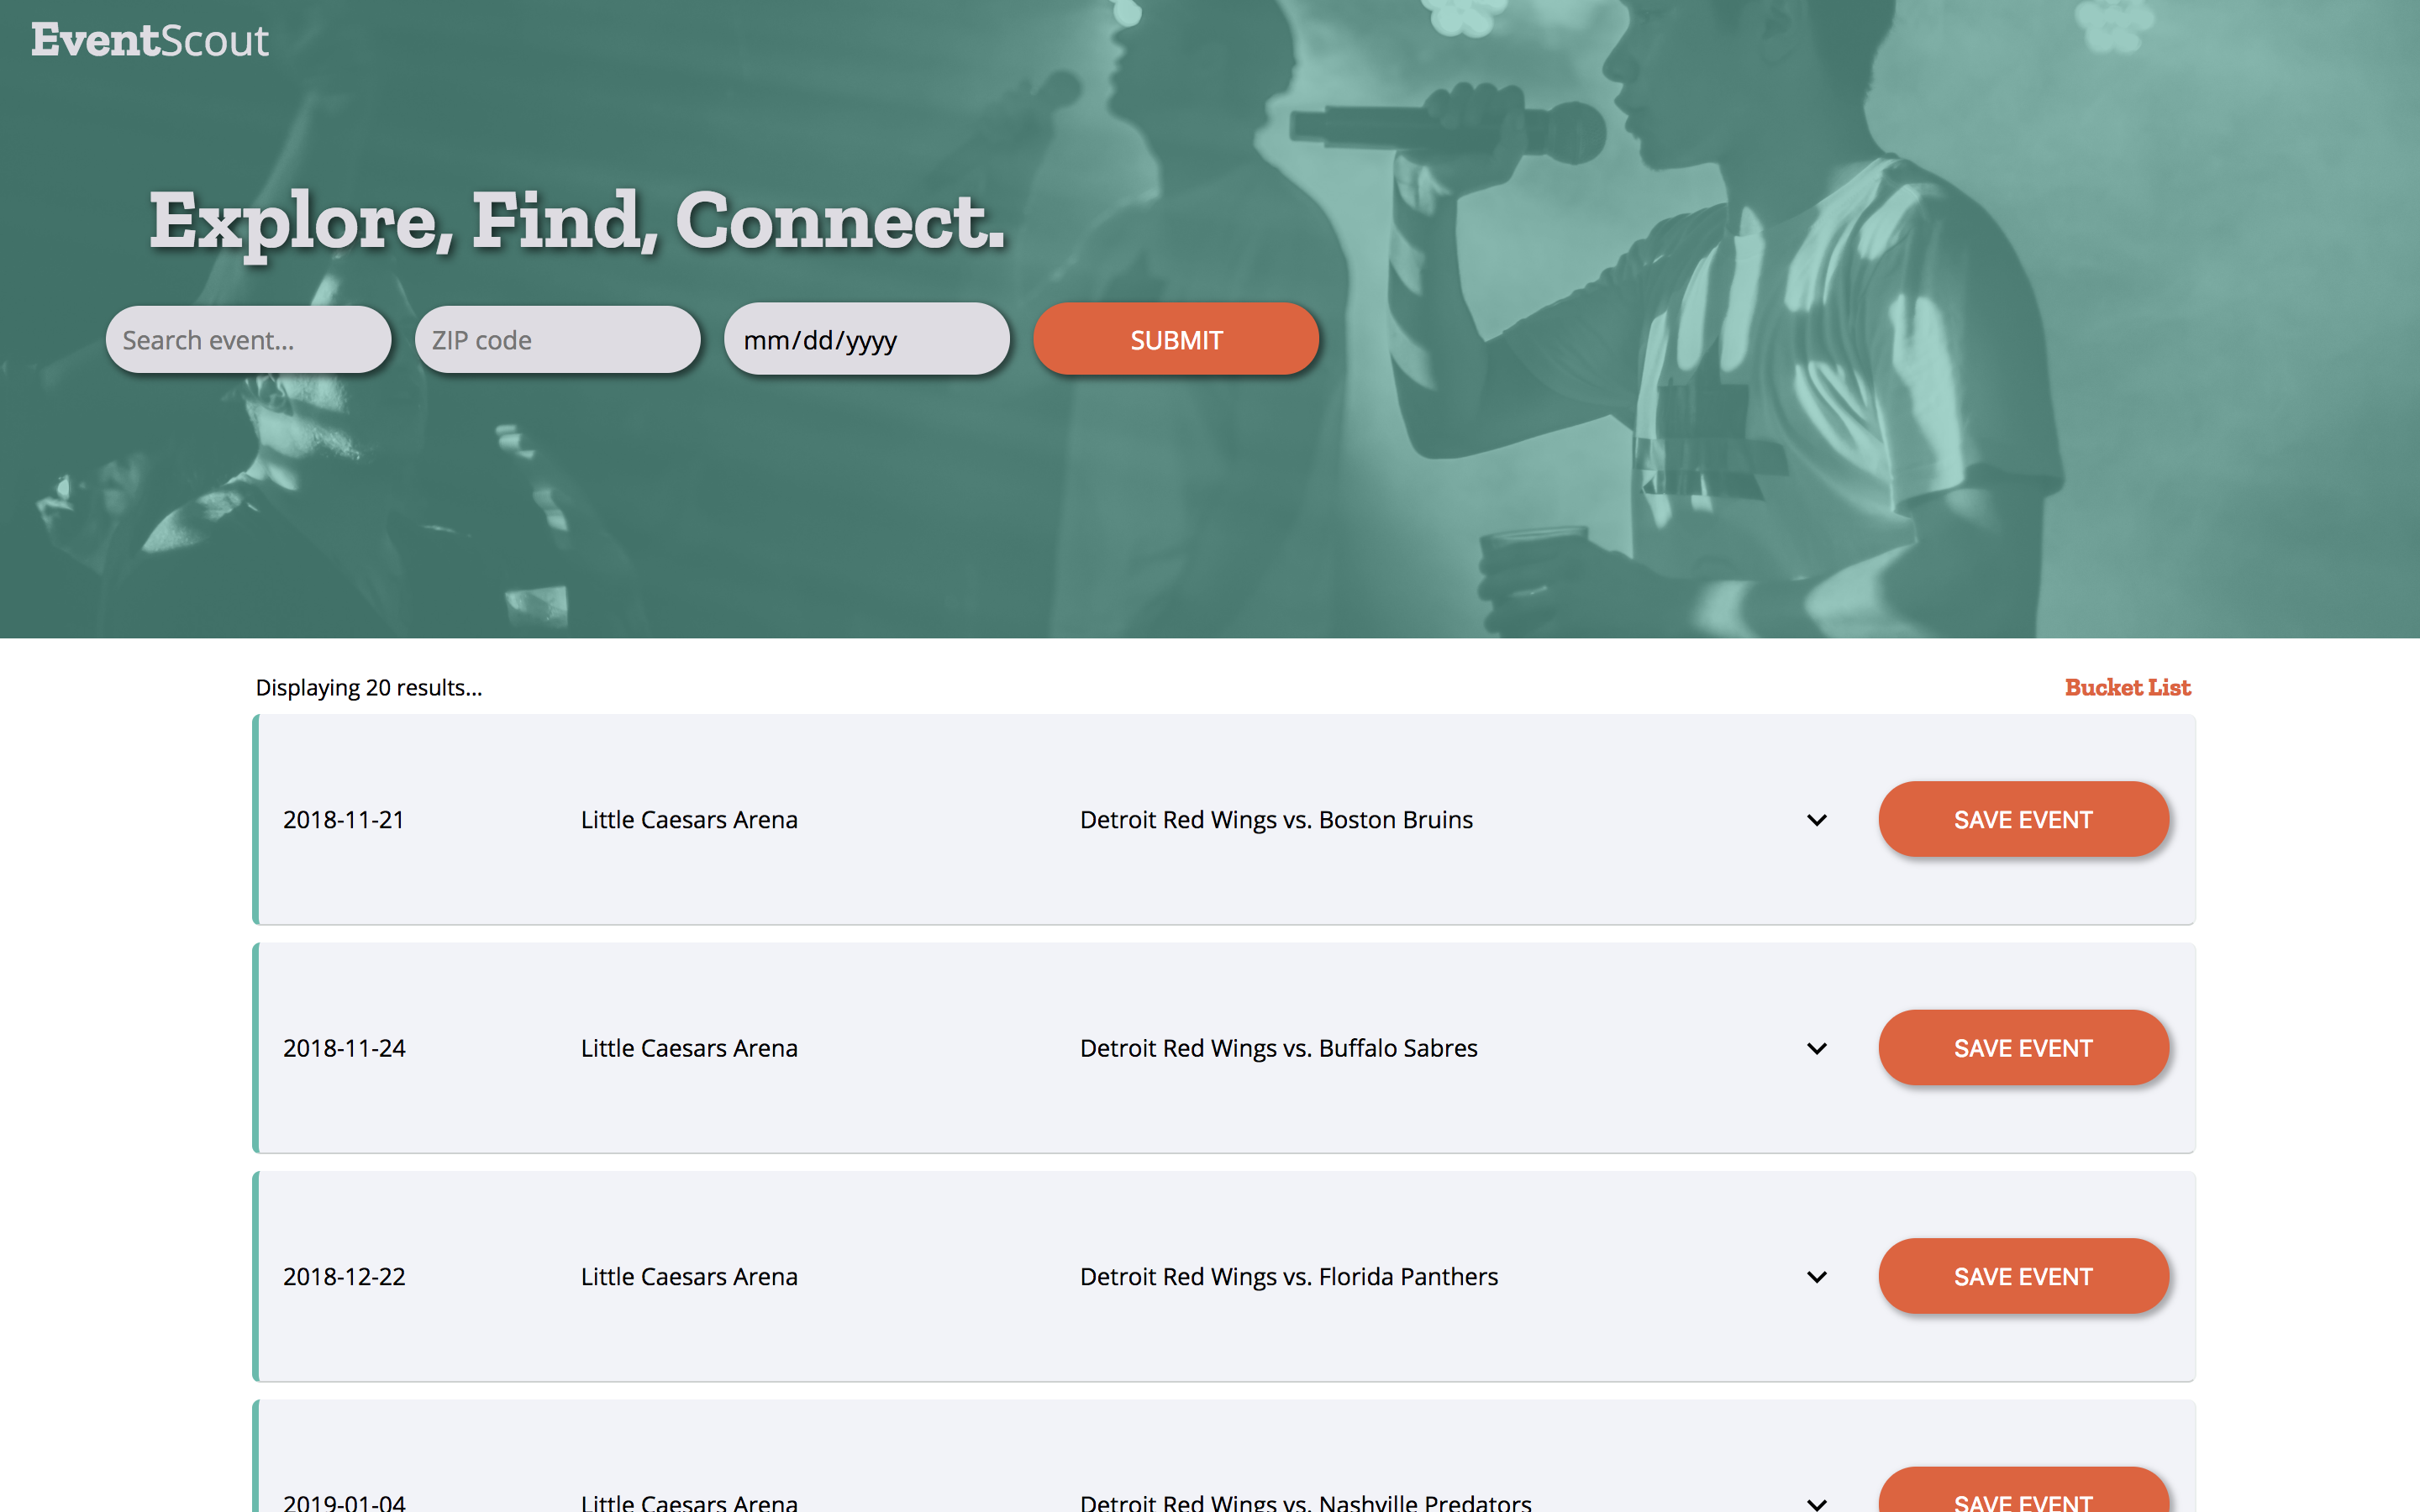 EventScout
Explore, Find, Connect.
Search event... ZIP code mm/dd/yyyy SUBMIT
Displaying 20 results... Bucket List
2018-11-21 Little Caesars Arena Detroit Red Wings vs. Boston Bruins SAVE EVENT
2018-11-24 Little Caesars Arena Detroit Red Wings vs. Buffalo Sabres SAVE EVENT
2018-12-22 Little Caesars Arena Detroit Red Wings vs. Florida Panthers SAVE EVENT
2019-01-04 Little Caesars Arena Detroit Red Wings vs. Nashville Predators SAVE EVENT